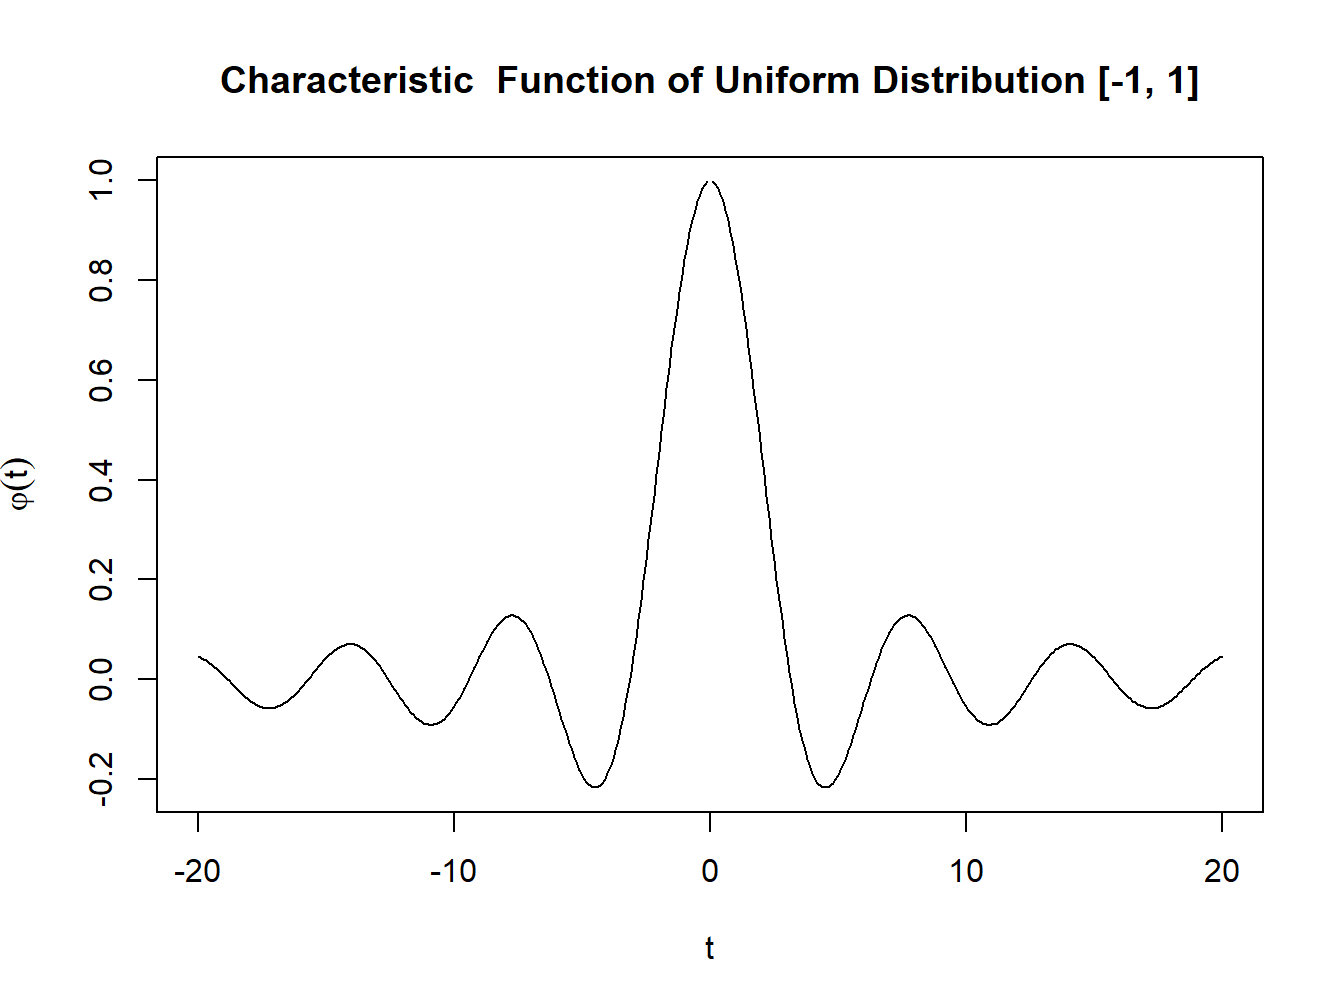 Characteristic  Function of Uniform Distribution [-1, 1]
1.0
0.8
0.6
0.4
0.2
0.0
-0.2
φ(t)
-20 -10 0 10 20
t